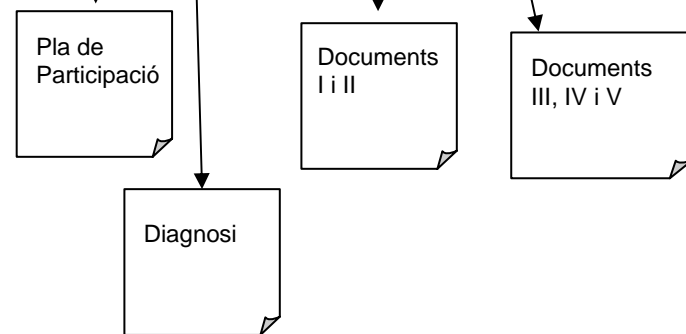 Pla de
Participació
Documents
I i II
Documents
III, IV i V
Diagnosi